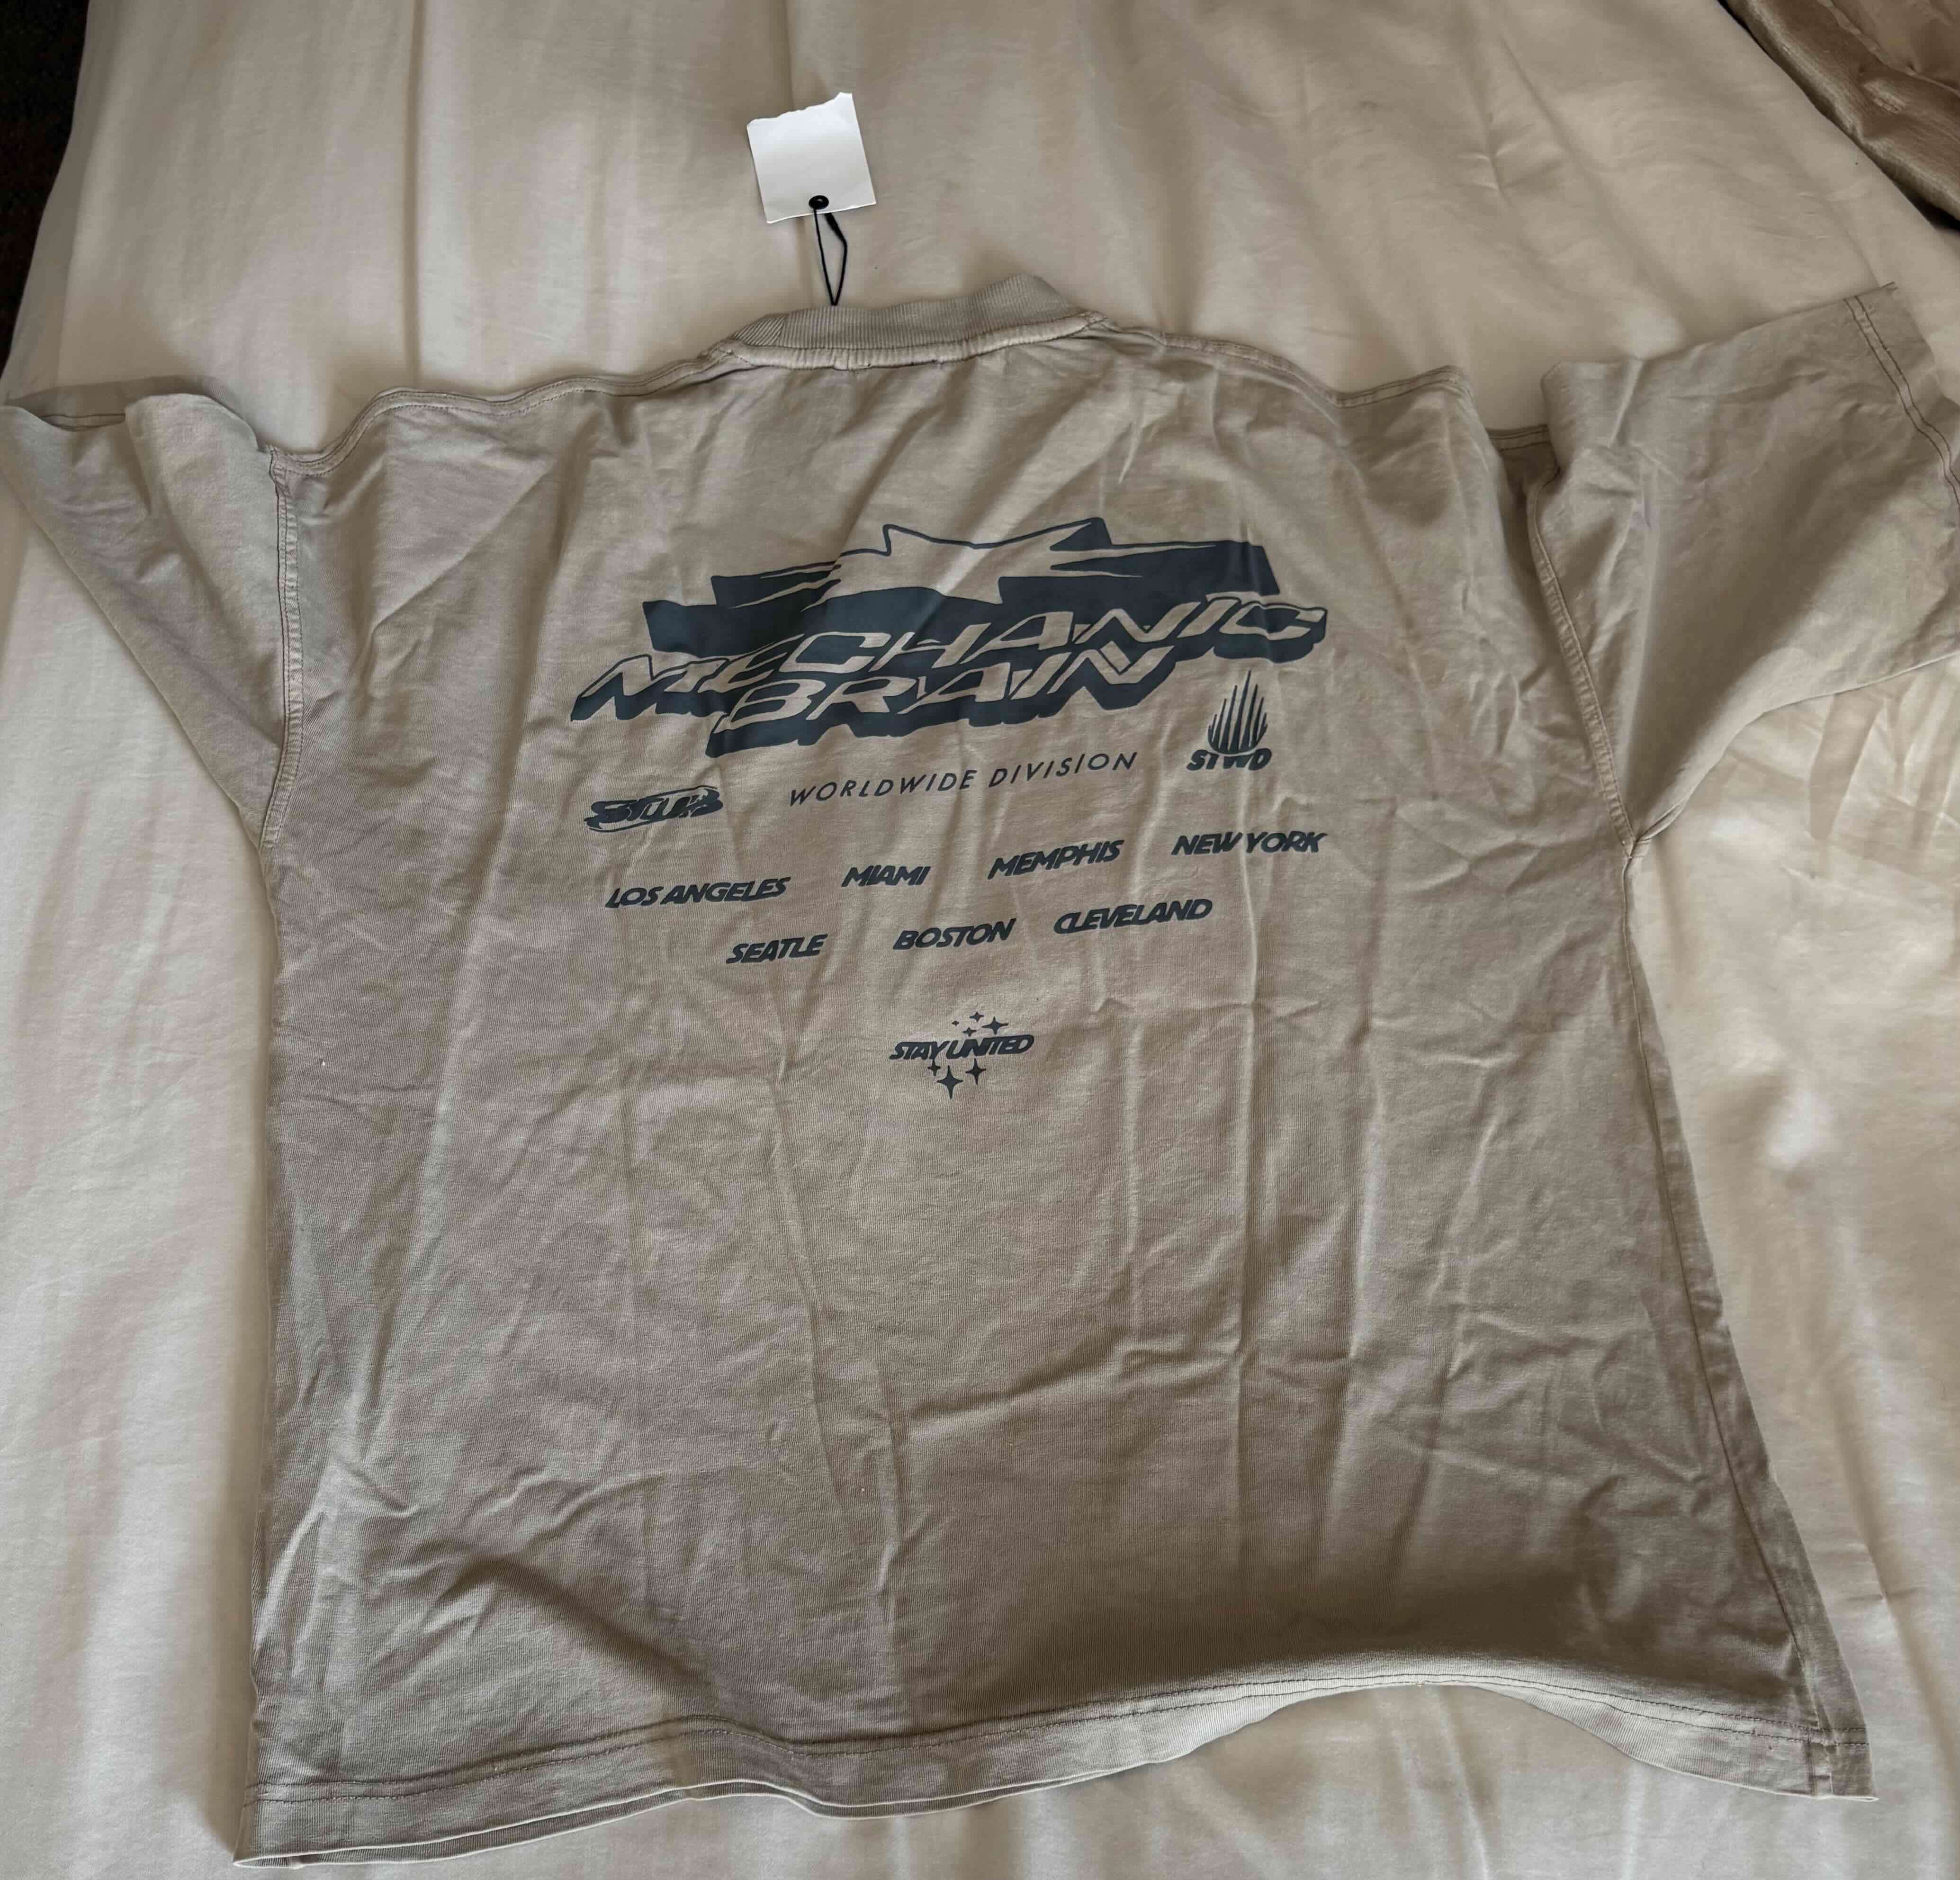 MECHANIC
BRAIN
WORLDWIDE DIVISION
STWD
LOS ANGELES MIAMI MEMPHIS NEW YORK
SEATLE BOSTON CLEVELAND
STAY UNITED